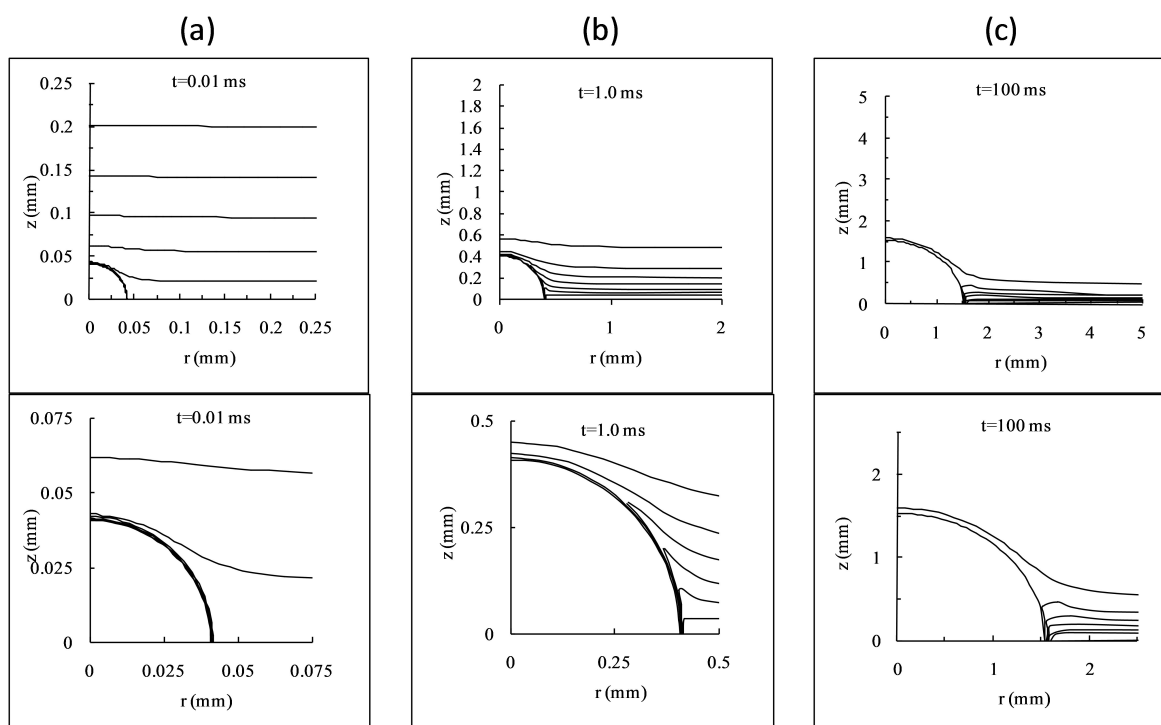 (a)
(b)
(c)
t=0.01 ms
0.25
0.2
0.15
0.1
0.05
0
z (mm)
0 0.05 0.1 0.15 0.2 0.25
r (mm)
t=1.0 ms
2
1.8
1.6
1.4
1.2
1
0.8
0.6
0.4
0.2
0
z (mm)
0 1 2
r (mm)
t=100 ms
5
4
3
2
1
0
z (mm)
0 1 2 3 4 5
r (mm)
t=0.01 ms
0.075
0.05
0.025
0
z (mm)
0 0.025 0.05 0.075
r (mm)
t=1.0 ms
0.5
0.25
0
z (mm)
0 0.25 0.5
r (mm)
t=100 ms
2
1
0
z (mm)
0 1 2
r (mm)